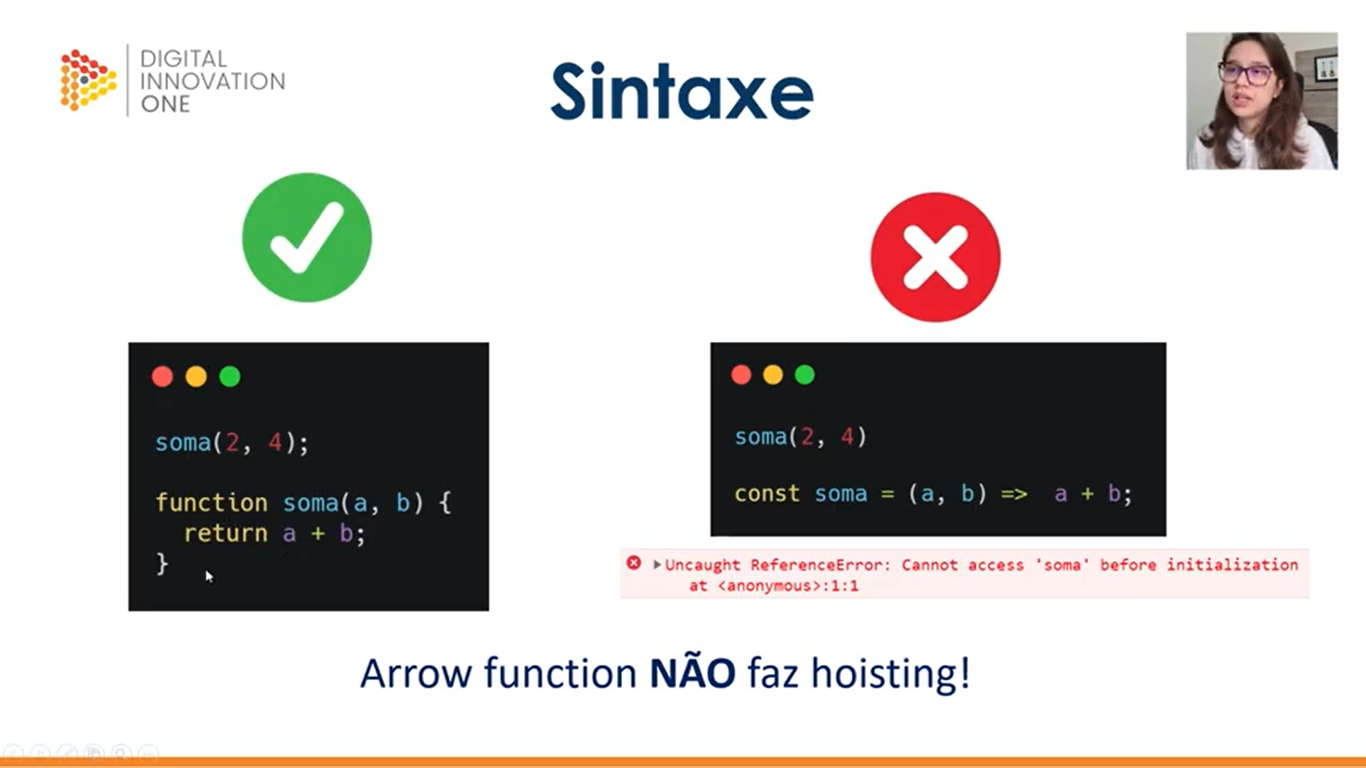 DIGITAL
INNOVATION
ONE
Sintaxe
soma(2, 4);
function soma(a, b) {
return a + b;
}
soma(2, 4)
const soma = (a, b) => a + b;
Uncaught ReferenceError: Cannot access 'soma' before initialization
at <anonymous>:1:1
Arrow function NÃO faz hoisting!